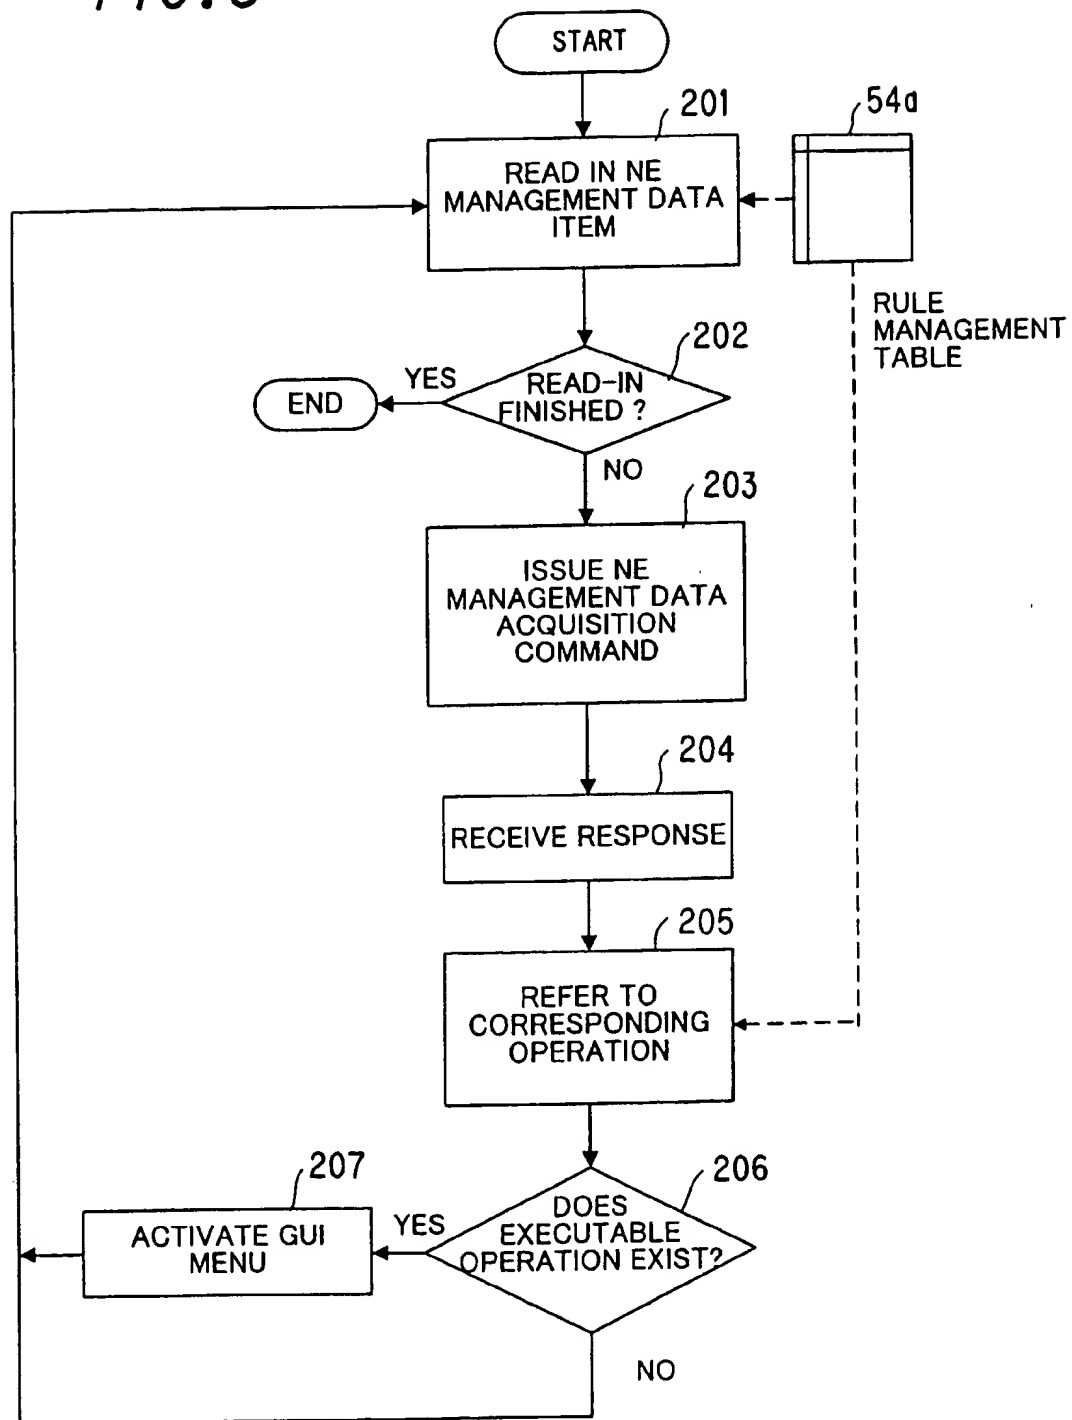 START
201
54a
READ IN NE
MANAGEMENT DATA
ITEM
RULE
MANAGEMENT
TABLE
202
YES
READ-IN
FINISHED ?
END
NO
203
ISSUE NE
MANAGEMENT DATA
ACQUISITION
COMMAND
204
RECEIVE RESPONSE
205
REFER TO
CORRESPONDING
OPERATION
206
207
DOES
EXECUTABLE
OPERATION EXIST?
YES
ACTIVATE GUI
MENU
NO